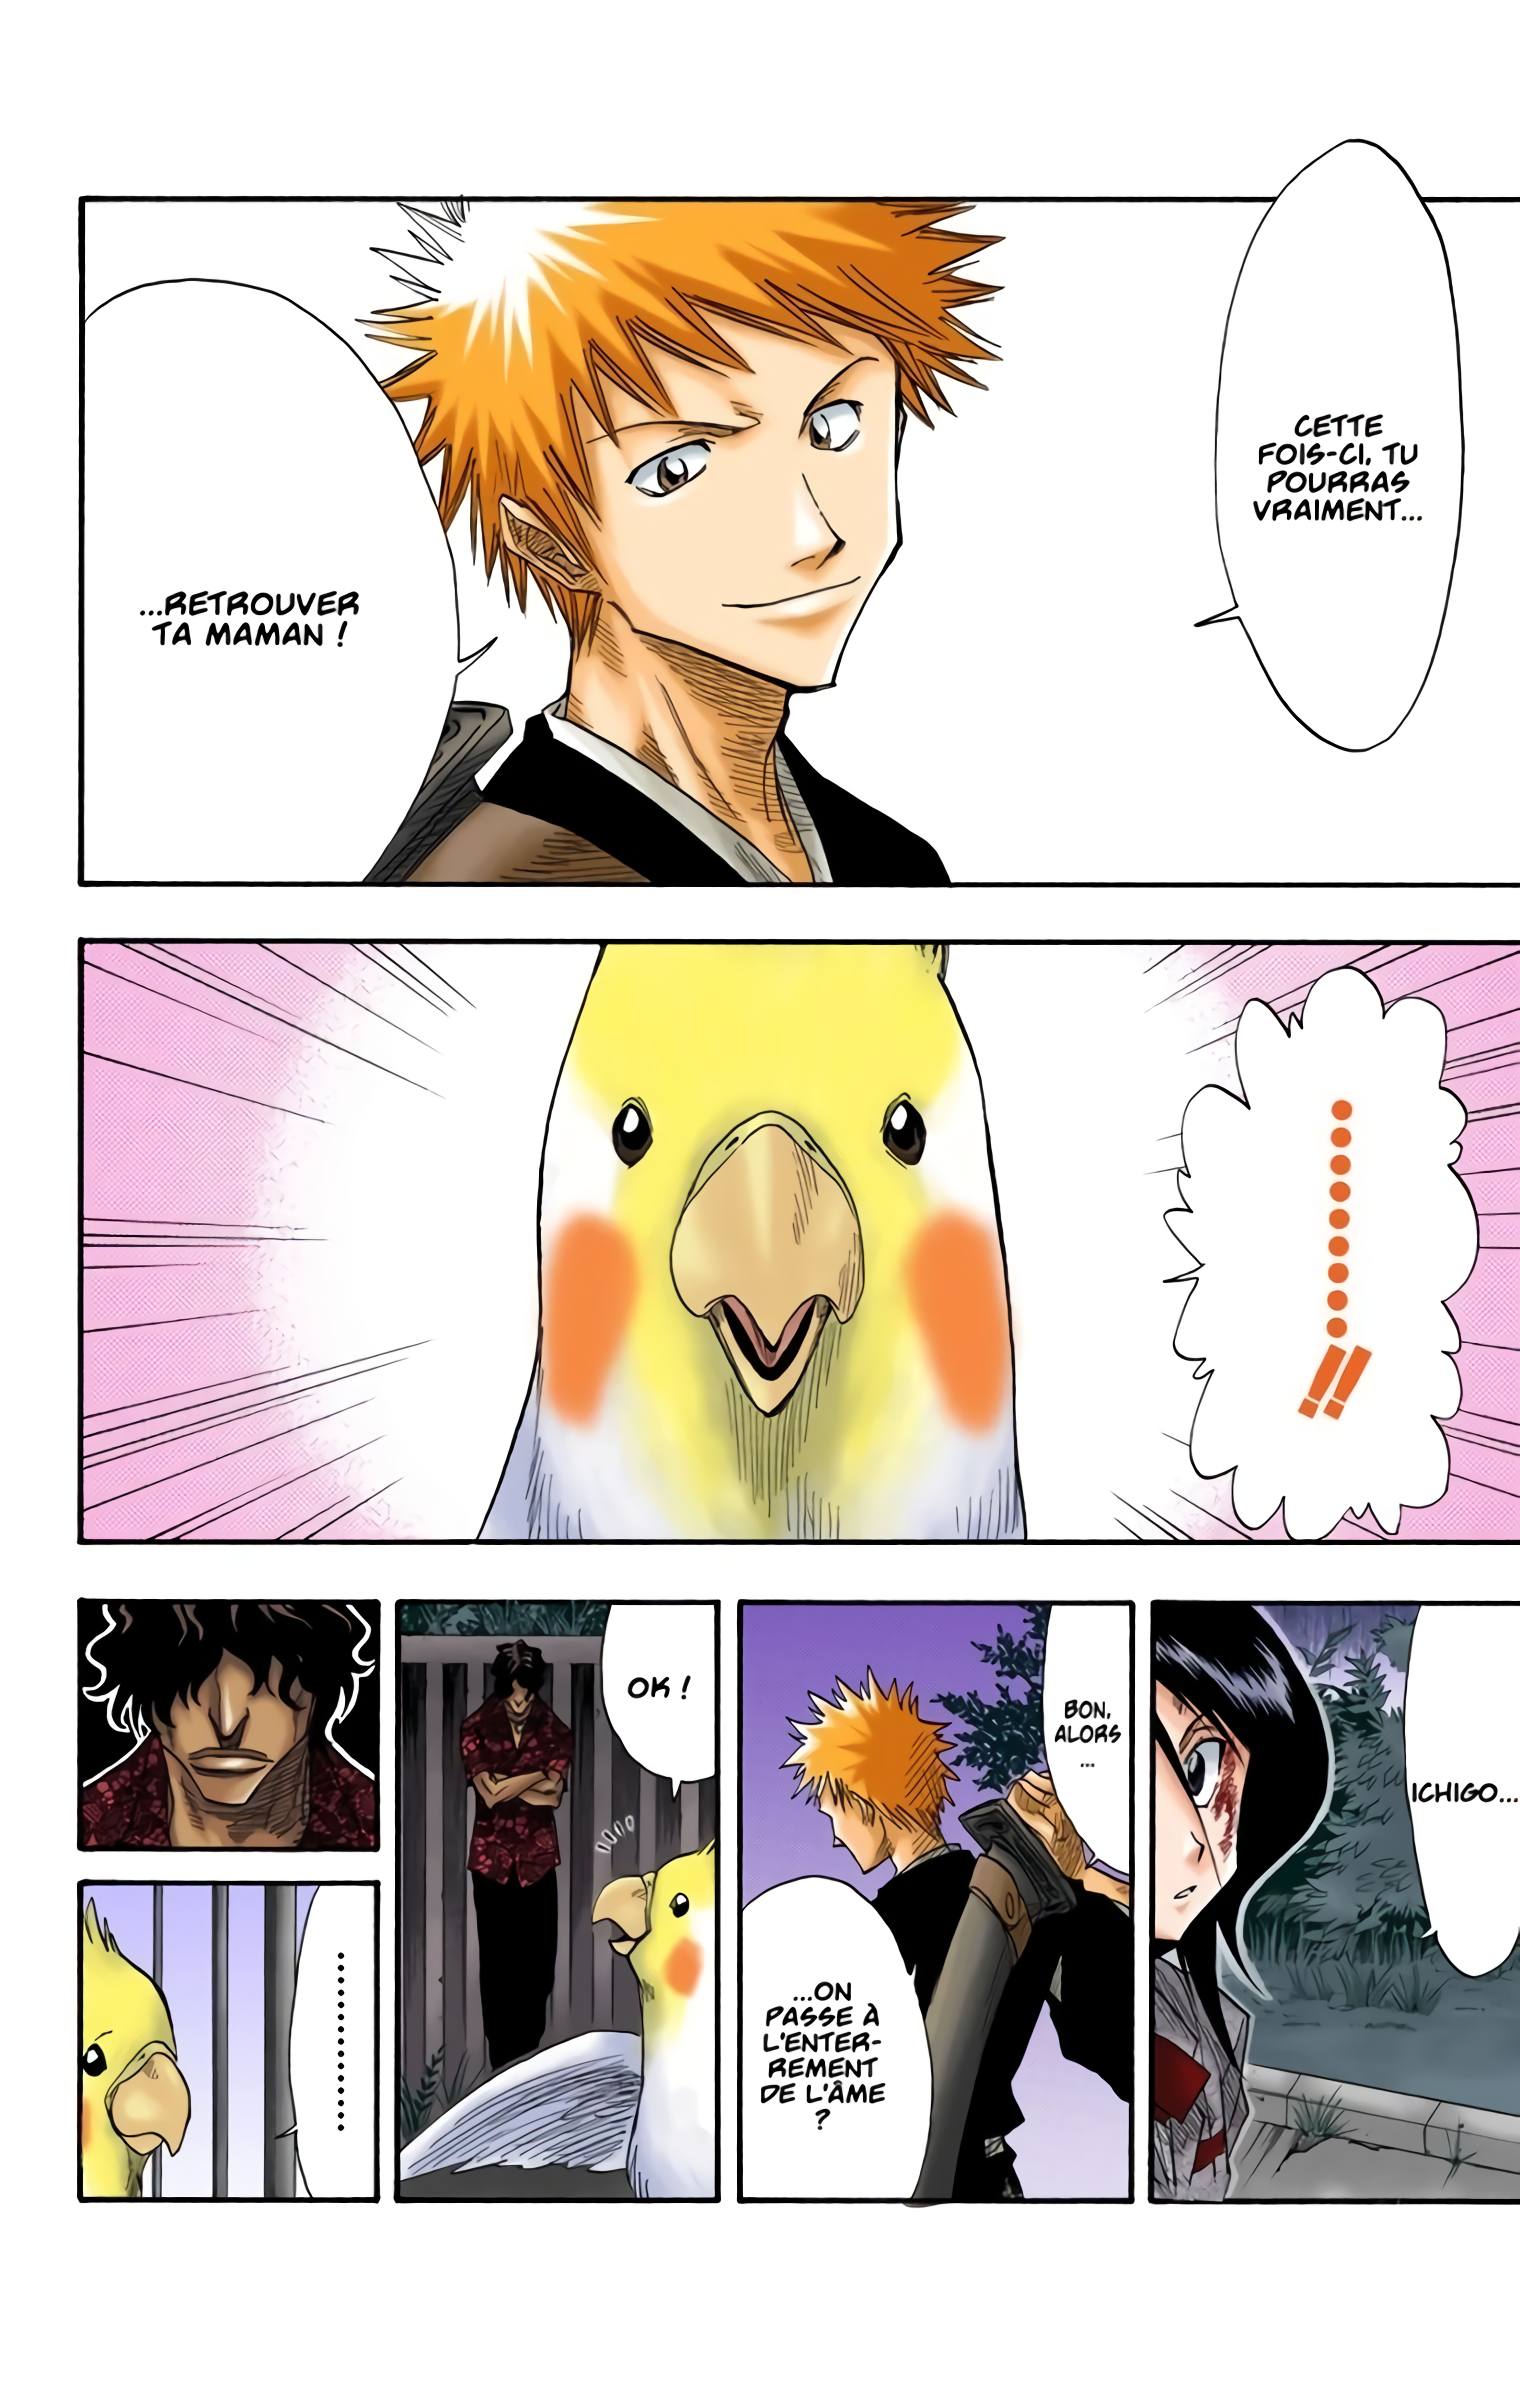 CETTE
FOIS-CI, TU
POURRAS
VRAIMENT...
...RETROUVER
TA MAMAN !
.........!!
ICHIGO...
BON,
ALORS
...
...ON
PASSE À
L'ENTER-
REMENT
DE L'ÂME
?
OK !
.............